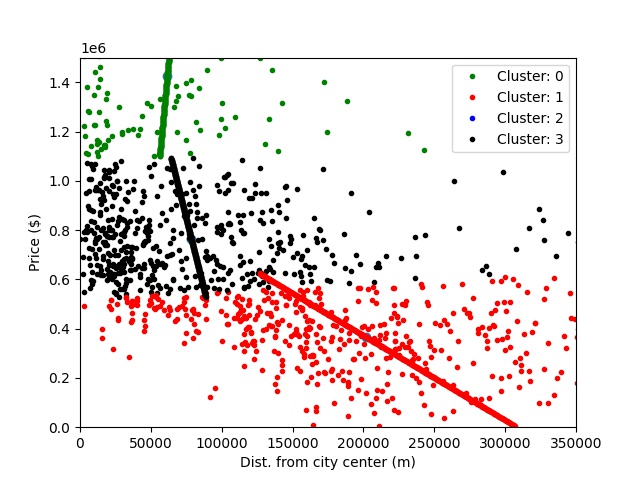 1e6
1.4
1.2
1.0
0.8
0.6
0.4
0.2
0.0
Price ($)
Cluster: 0
Cluster: 1
Cluster: 2
Cluster: 3
0 50000 100000 150000 200000 250000 300000 350000
Dist. from city center (m)